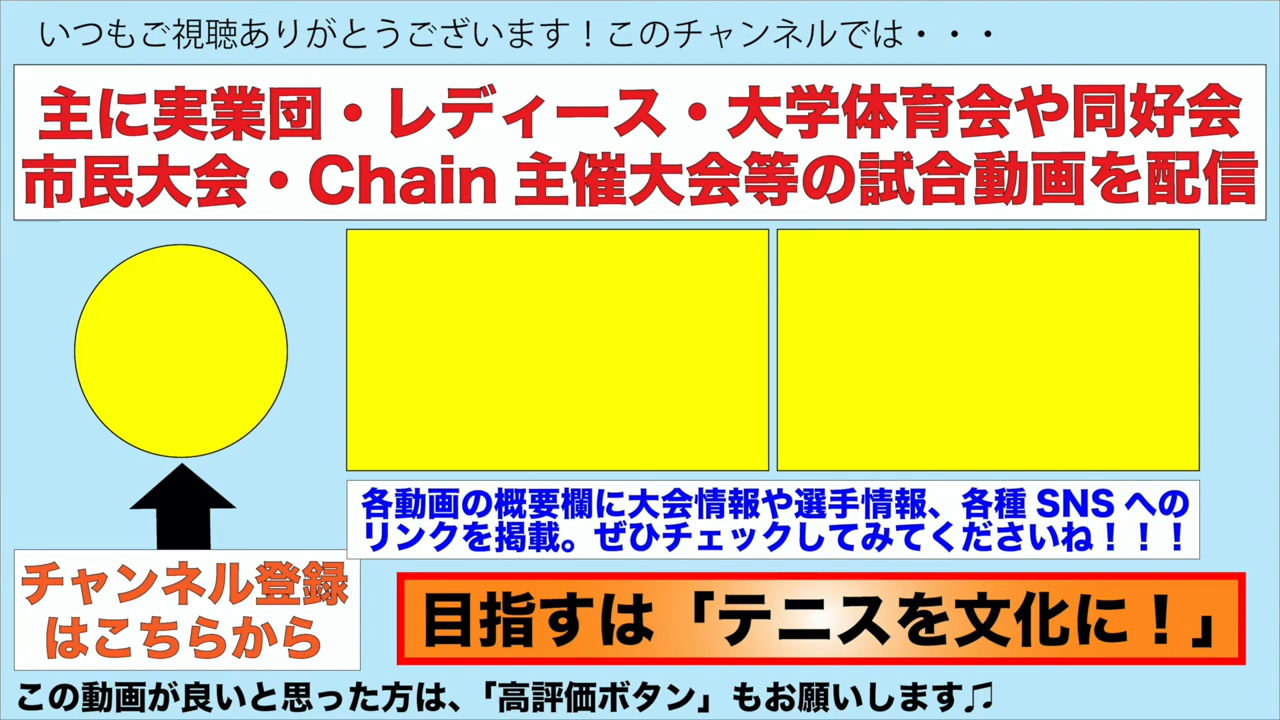 いつもご視聴ありがとうございます！このチャンネルでは・・・
主に実業団・レディース・大学体育会や同好会
市民大会・Chain 主催大会等の試合動画を配信
各動画の概要欄に大会情報や選手情報、各種 SNS への
リンクを掲載。ぜひチェックしてみてくださいね！！！
チャンネル登録
はこちらから
目指すは「テニスを文化に！」
この動画が良いと思った方は、「高評価ボタン」もお願いします♫